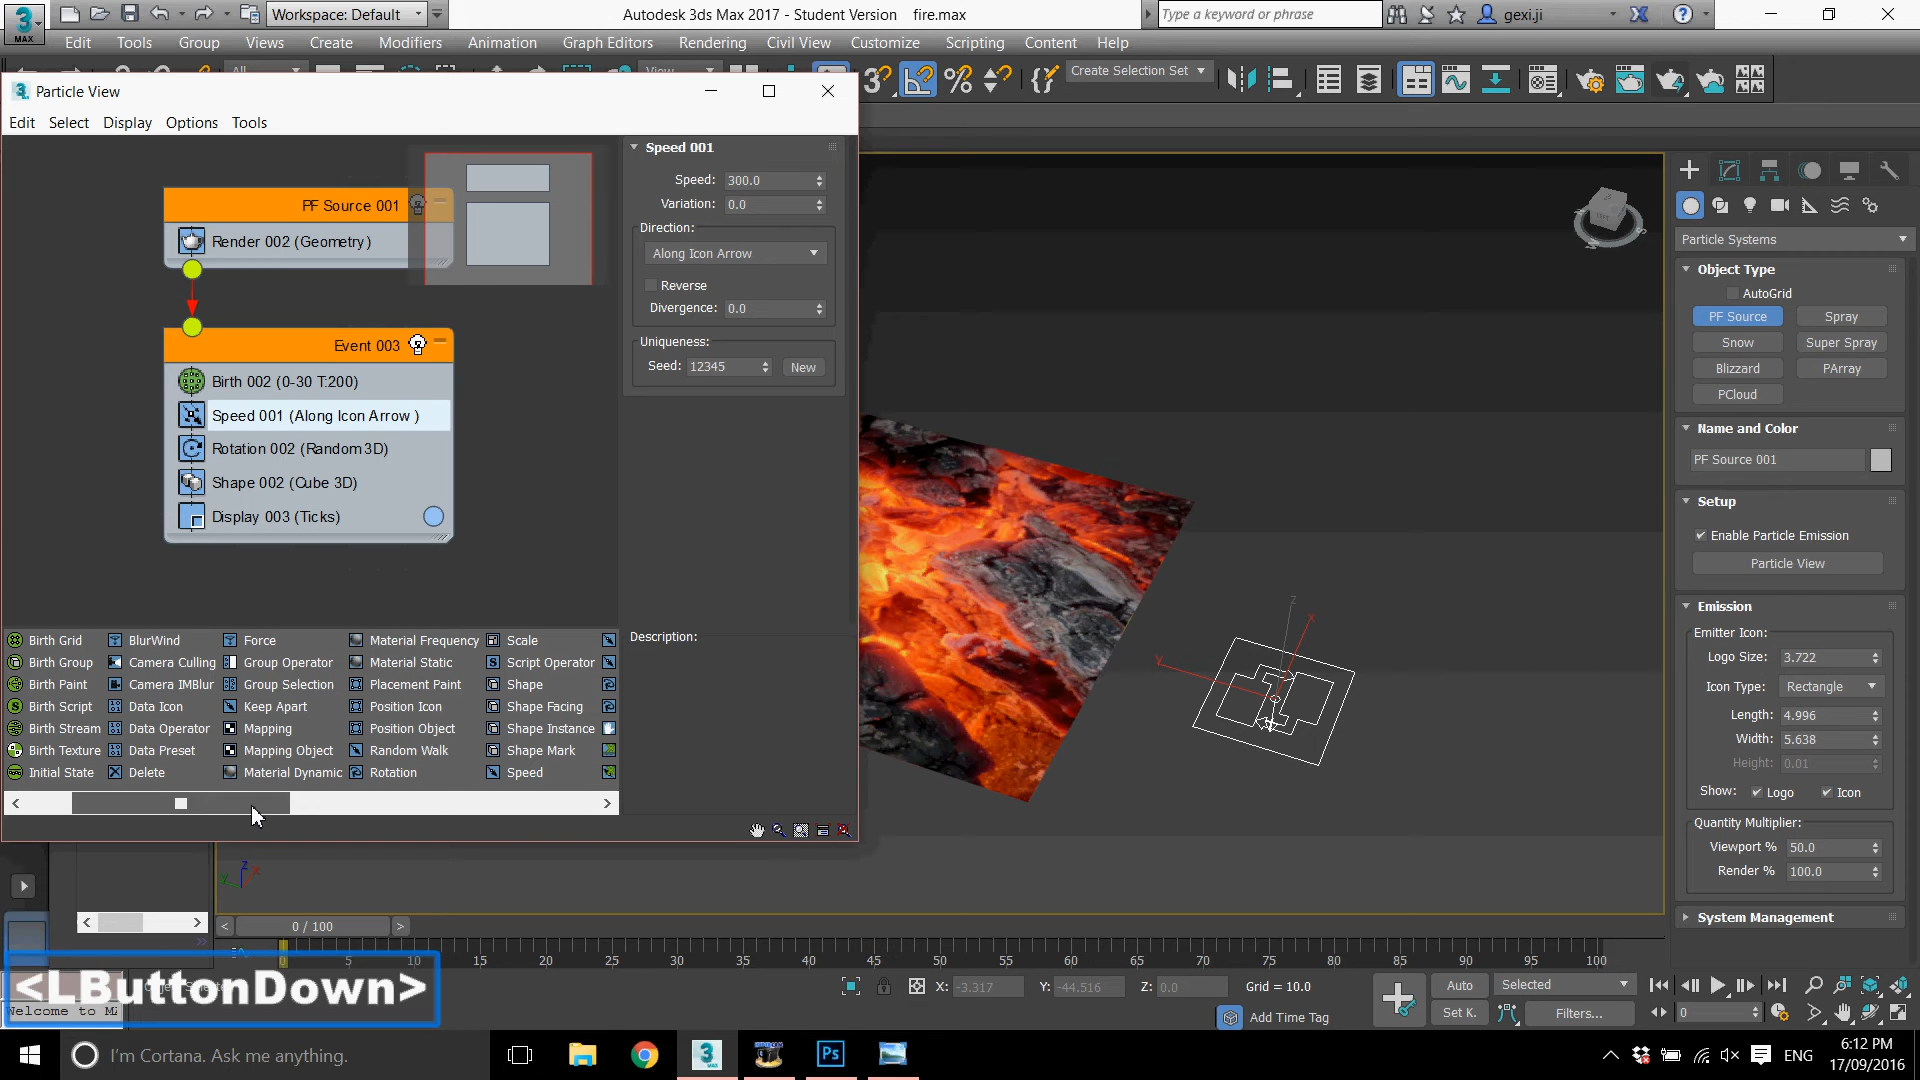 3 MAX Workspace: Default Autodesk 3ds Max 2017 - Student Version fire.max Type a keyword or phrase gexi.ji
Edit Tools Group Views Create Modifiers Animation Graph Editors Rendering Civil View Customize Scripting Content Help
All View Create Selection Set
Particle View
Edit Select Display Options Tools
PF Source 001
Render 002 (Geometry)
Event 003
Birth 002 (0-30 T:200)
Speed 001 (Along Icon Arrow )
Rotation 002 (Random 3D)
Shape 002 (Cube 3D)
Display 003 (Ticks)
Speed 001
Speed: 300.0
Variation: 0.0
Direction:
Along Icon Arrow
Reverse
Divergence: 0.0
Uniqueness:
Seed: 12345 New
Birth Grid BlurWind Force Material Frequency Scale
Birth Group Camera Culling Group Operator Material Static Script Operator
Birth Paint Camera IMBlur Group Selection Placement Paint Shape
Birth Script Data Icon Keep Apart Position Icon Shape Facing
Birth Stream Data Operator Mapping Position Object Shape Instance
Birth Texture Data Preset Mapping Object Random Walk Shape Mark
Initial State Delete Material Dynamic Rotation Speed
Description:
Z
X
Y
z
x
y
Particle Systems
Object Type
AutoGrid
PF Source Spray
Snow Super Spray
Blizzard PArray
PCloud
Name and Color
PF Source 001
Setup
Enable Particle Emission
Particle View
Emission
Emitter Icon:
Logo Size: 3.722
Icon Type: Rectangle
Length: 4.996
Width: 5.638
Height: 0.01
Show: Logo Icon
Quantity Multiplier:
Viewport % 50.0
Render % 100.0
System Management
0 / 100
0 5 10 15 20 25 30 35 40 45 50 55 60 65 70 75 80 85 90 95 100
<LButtonDown>
Welcome to M
X: -3.317 Y: -44.516 Z: 0.0 Grid = 10.0
Add Time Tag
Auto Selected
Set K. Filters... 0
I'm Cortana. Ask me anything.
Ps
ENG
6:12 PM
17/09/2016